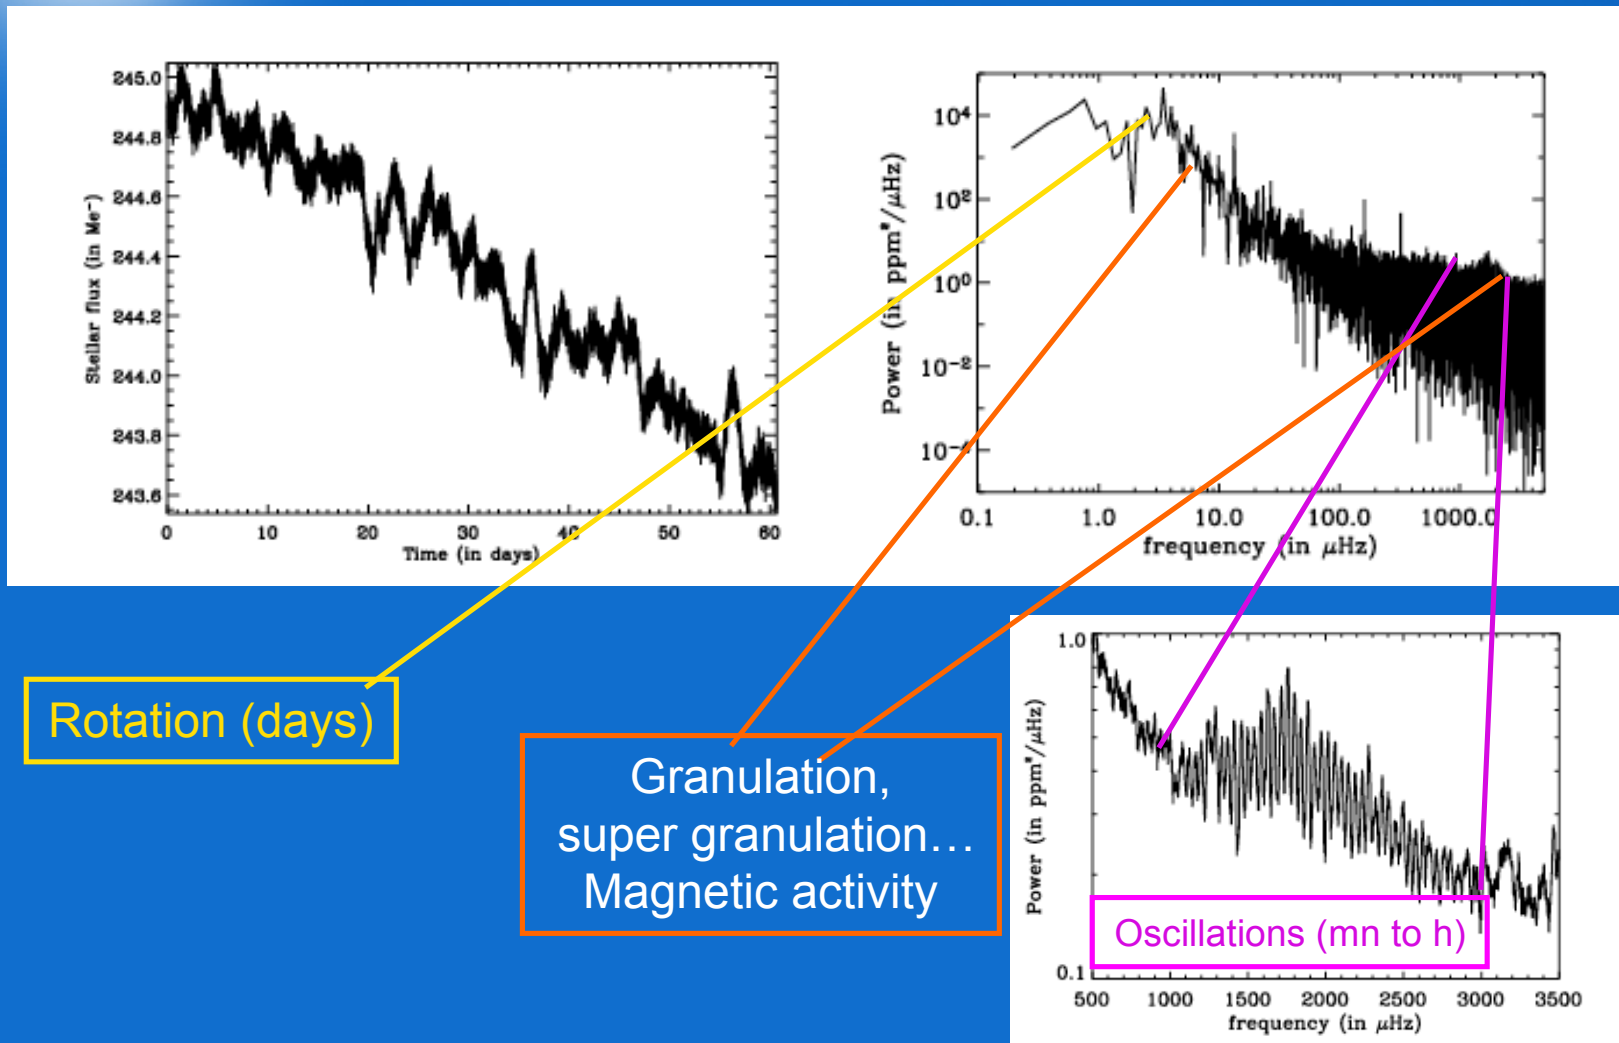 245.0
244.8
244.6
244.4
244.2
244.0
243.8
243.6
Stellar flux (in Me⁻)
0 10 20 30 40 50 60
Time (in days)
10⁴
10²
10⁰
10⁻²
10⁻⁴
Power (in ppm²/μHz)
0.1 1.0 10.0 100.0 1000.0
frequency (in μHz)
Rotation (days)
Granulation,
super granulation…
Magnetic activity
1.0
0.1
Power (in ppm²/μHz)
Oscillations (mn to h)
500 1000 1500 2000 2500 3000 3500
frequency (in μHz)